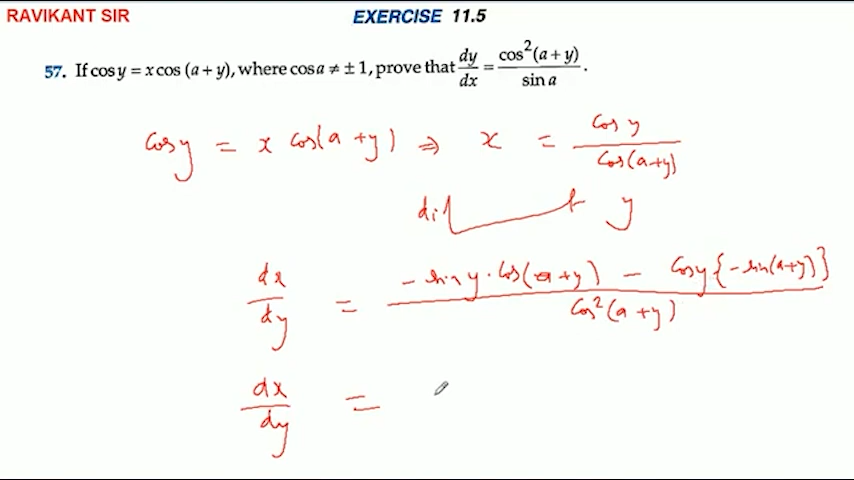 RAVIKANT SIR
EXERCISE 11.5
57. If cos y = x cos (a + y), where cos a ≠ ± 1, prove that dy/dx = cos²(a + y)/sin a.
cos y = x cos(a + y) ⇒ x = cos y/cos(a+y)
y
dx/dy = (-sin y · cos(a+y) - cos y{-sin(a+y)})/cos²(a + y)
dx/dy =